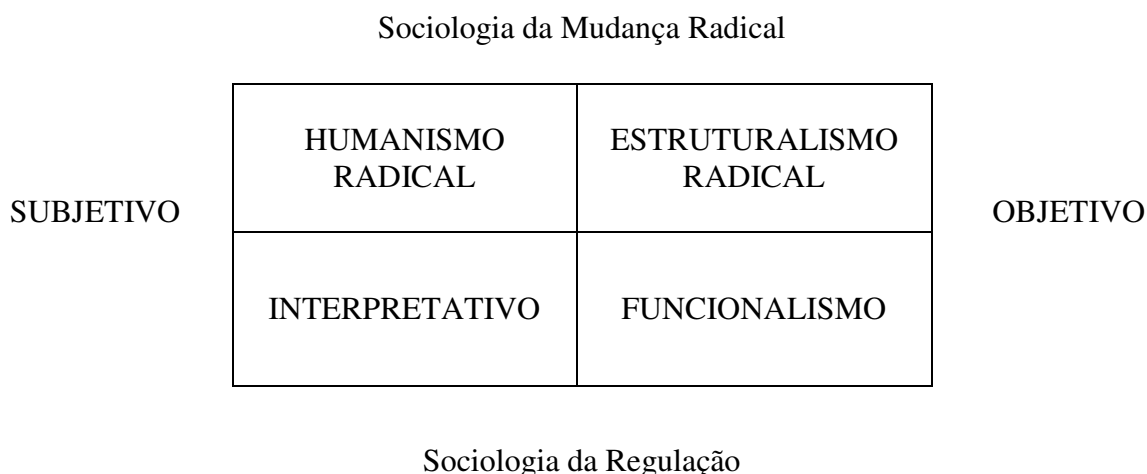 Sociologia da Mudança Radical
HUMANISMO
RADICAL
ESTRUTURALISMO
RADICAL
SUBJETIVO
OBJETIVO
INTERPRETATIVO
FUNCIONALISMO
Sociologia da Regulação